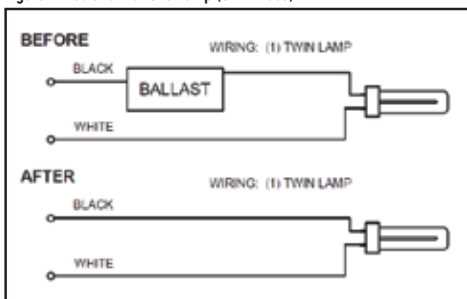 BEFORE
WIRING: (1) TWIN LAMP
BLACK
BALLAST
WHITE
AFTER
WIRING: (1) TWIN LAMP
BLACK
WHITE